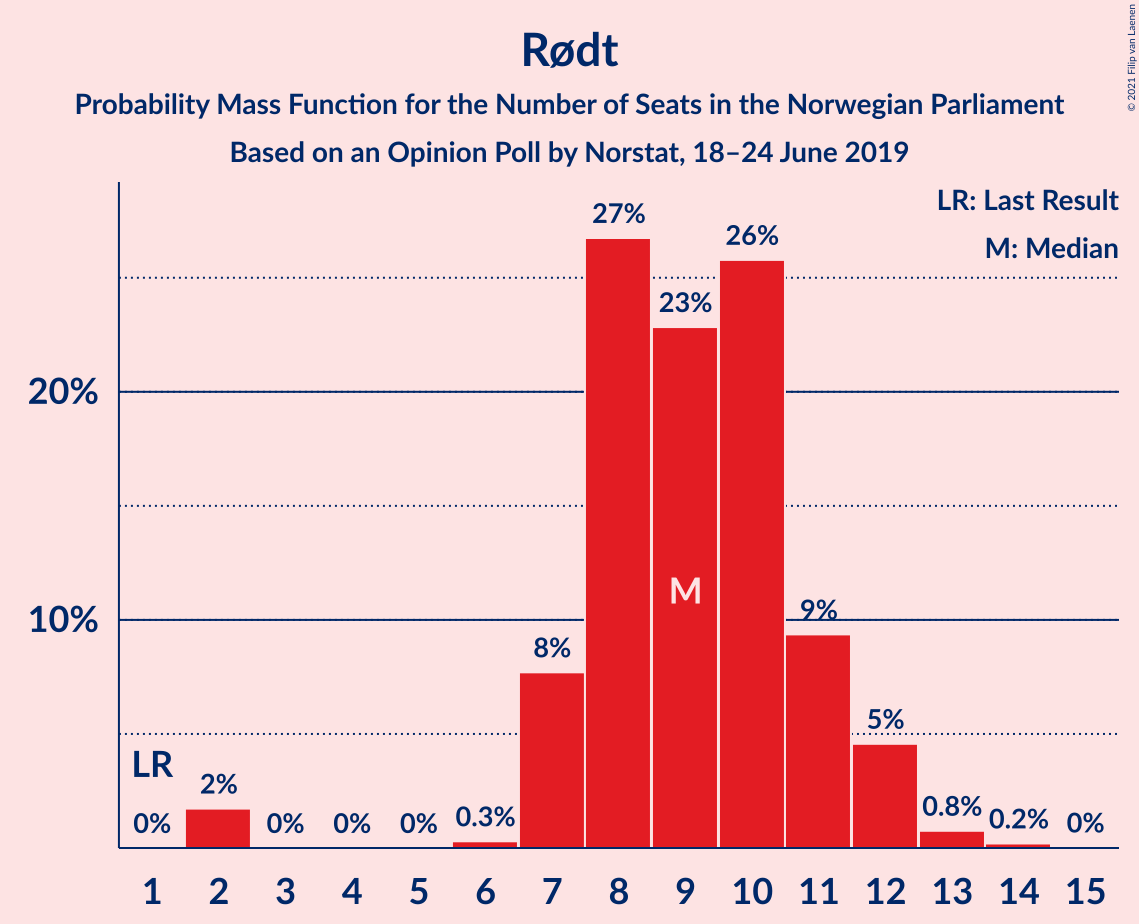 Rødt
Probability Mass Function for the Number of Seats in the Norwegian Parliament
Based on an Opinion Poll by Norstat, 18–24 June 2019
© 2021 Filip van Laenen
LR: Last Result
M: Median
20%
10%
LR
M
0%
2%
0%
0%
0%
0.3%
8%
27%
23%
26%
9%
5%
0.8%
0.2%
0%
1 2 3 4 5 6 7 8 9 10 11 12 13 14 15